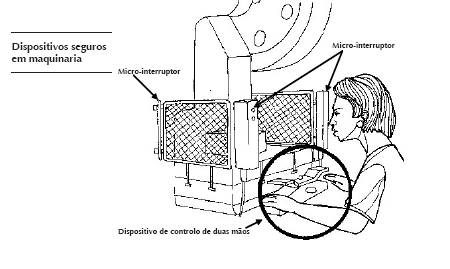 Dispositivos seguros
em maquinaria
Micro-interruptor
Micro-interruptor
Dispositivo de controlo de duas mãos